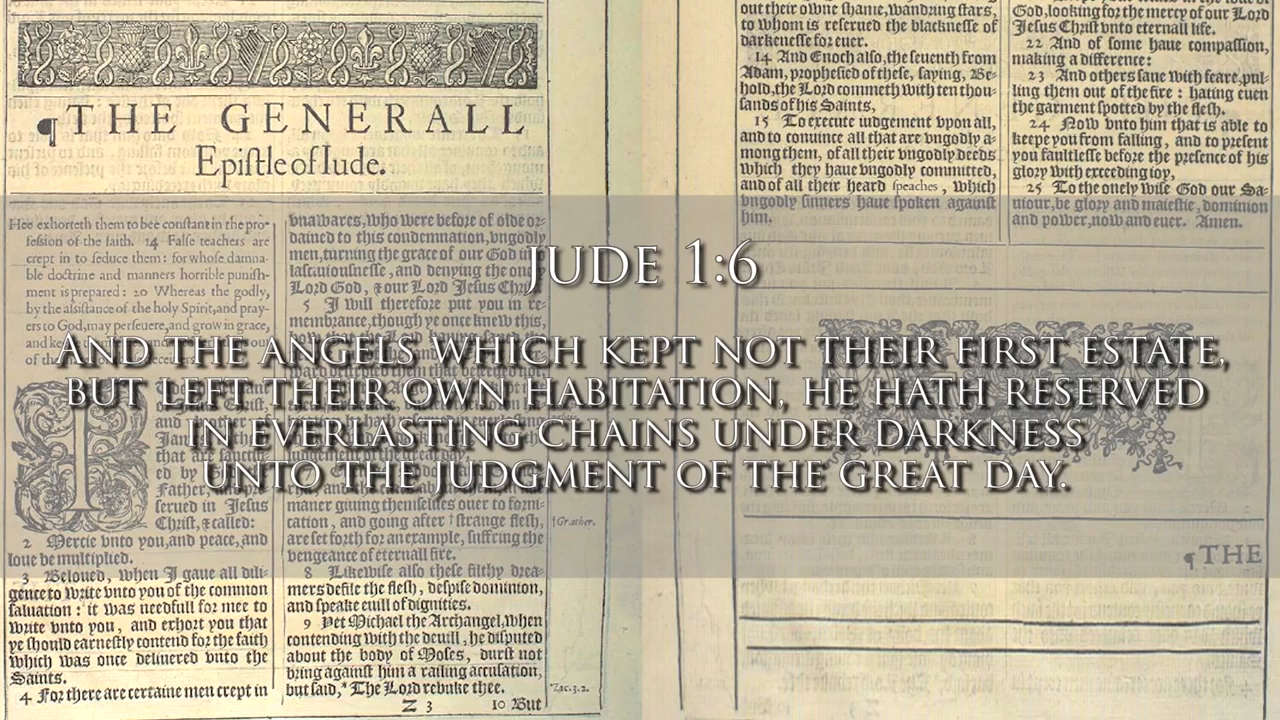 ¶THE GENERALL
Epiſtle of Iude.
Hee exhorteth them to bee conſtant in the pro-
feſsion of the faith. 14 Falſe teachers are
crept in to ſeduce them: for whoſe damna-
ble doctrine and manners horrible puniſh-
ment is prepared: 20 Whereas the godly,
by the aſsiſtance of the holy Spirit, and pray-
ers to God, may perſeuere, and grow in grace,
Father, and pre-
ſerued in Jeſus
Chriſt, & called:
2 Mercie vnto you, and peace, and
loue be multiplied.
3 Beloued, when I gaue all dili-
gence to write vnto you of the common
ſaluation: it was needfull for mee to
write vnto you, and exhort you that
ye ſhould earneſtly contend for the faith
which was once deliuered vnto the
Saints.
4 For there are certaine men crept in
vnawares, who were before of olde or-
dained to this condemnation, vngodly
men, turning the grace of our God into
laſciuiouſneſſe, and denying the only
Lord God, & our Lord Jeſus Chriſt.
5 I will therefore put you in re-
membrance, though ye once knew this,
manner giuing themſelues ouer to forni-
cation, and going after †ſtrange fleſh,
are ſet forth for an example, ſuffring the
vengeance of eternall fire.
8 Likewiſe alſo theſe filthy drea-
mers defile the fleſh, deſpiſe dominion,
and ſpeake euill of dignities.
9 Yet Michael the Archangel, when
contending with the deuill, he diſputed
about the body of Moſes, durſt not
bring againſt him a railing accuſation,
but ſaid,* The Lord rebuke thee.
Z 3 10 But
†Gr. other.
*Zac. 3. 2.
out their owne ſhame, wandring ſtars,
to whom is reſerued the blackneſſe of
darkeneſſe for euer.
14 And Enoch alſo, the ſeuenth from
Adam, propheſied of theſe, ſaying, Be-
hold, the Lord commeth with ten thou-
ſands of his Saints,
15 To execute iudgement vpon all,
and to conuince all that are vngodly a-
mong them, of all their vngodly deeds
which they haue vngodly committed,
and of all their heard ſpeaches, which
vngodly ſinners haue ſpoken againſt
him.
God, looking for the mercy of our Lord
Jeſus Chriſt vnto eternall life.
22 And of ſome haue compaſſion,
making a difference:
23 And others ſaue with feare, pul-
ling them out of the fire: hating euen
the garment ſpotted by the fleſh.
24 Now vnto him that is able to
keepe you from falling, and to preſent
you faultleſſe before the preſence of his
glory with exceeding ioy,
25 To the onely wiſe God our Sa-
uiour, be glory and maieſtie, dominion
and power, now and euer. Amen.
¶THE
JUDE 1:6
AND THE ANGELS WHICH KEPT NOT THEIR FIRST ESTATE,
BUT LEFT THEIR OWN HABITATION, HE HATH RESERVED
IN EVERLASTING CHAINS UNDER DARKNESS
UNTO THE JUDGMENT OF THE GREAT DAY.